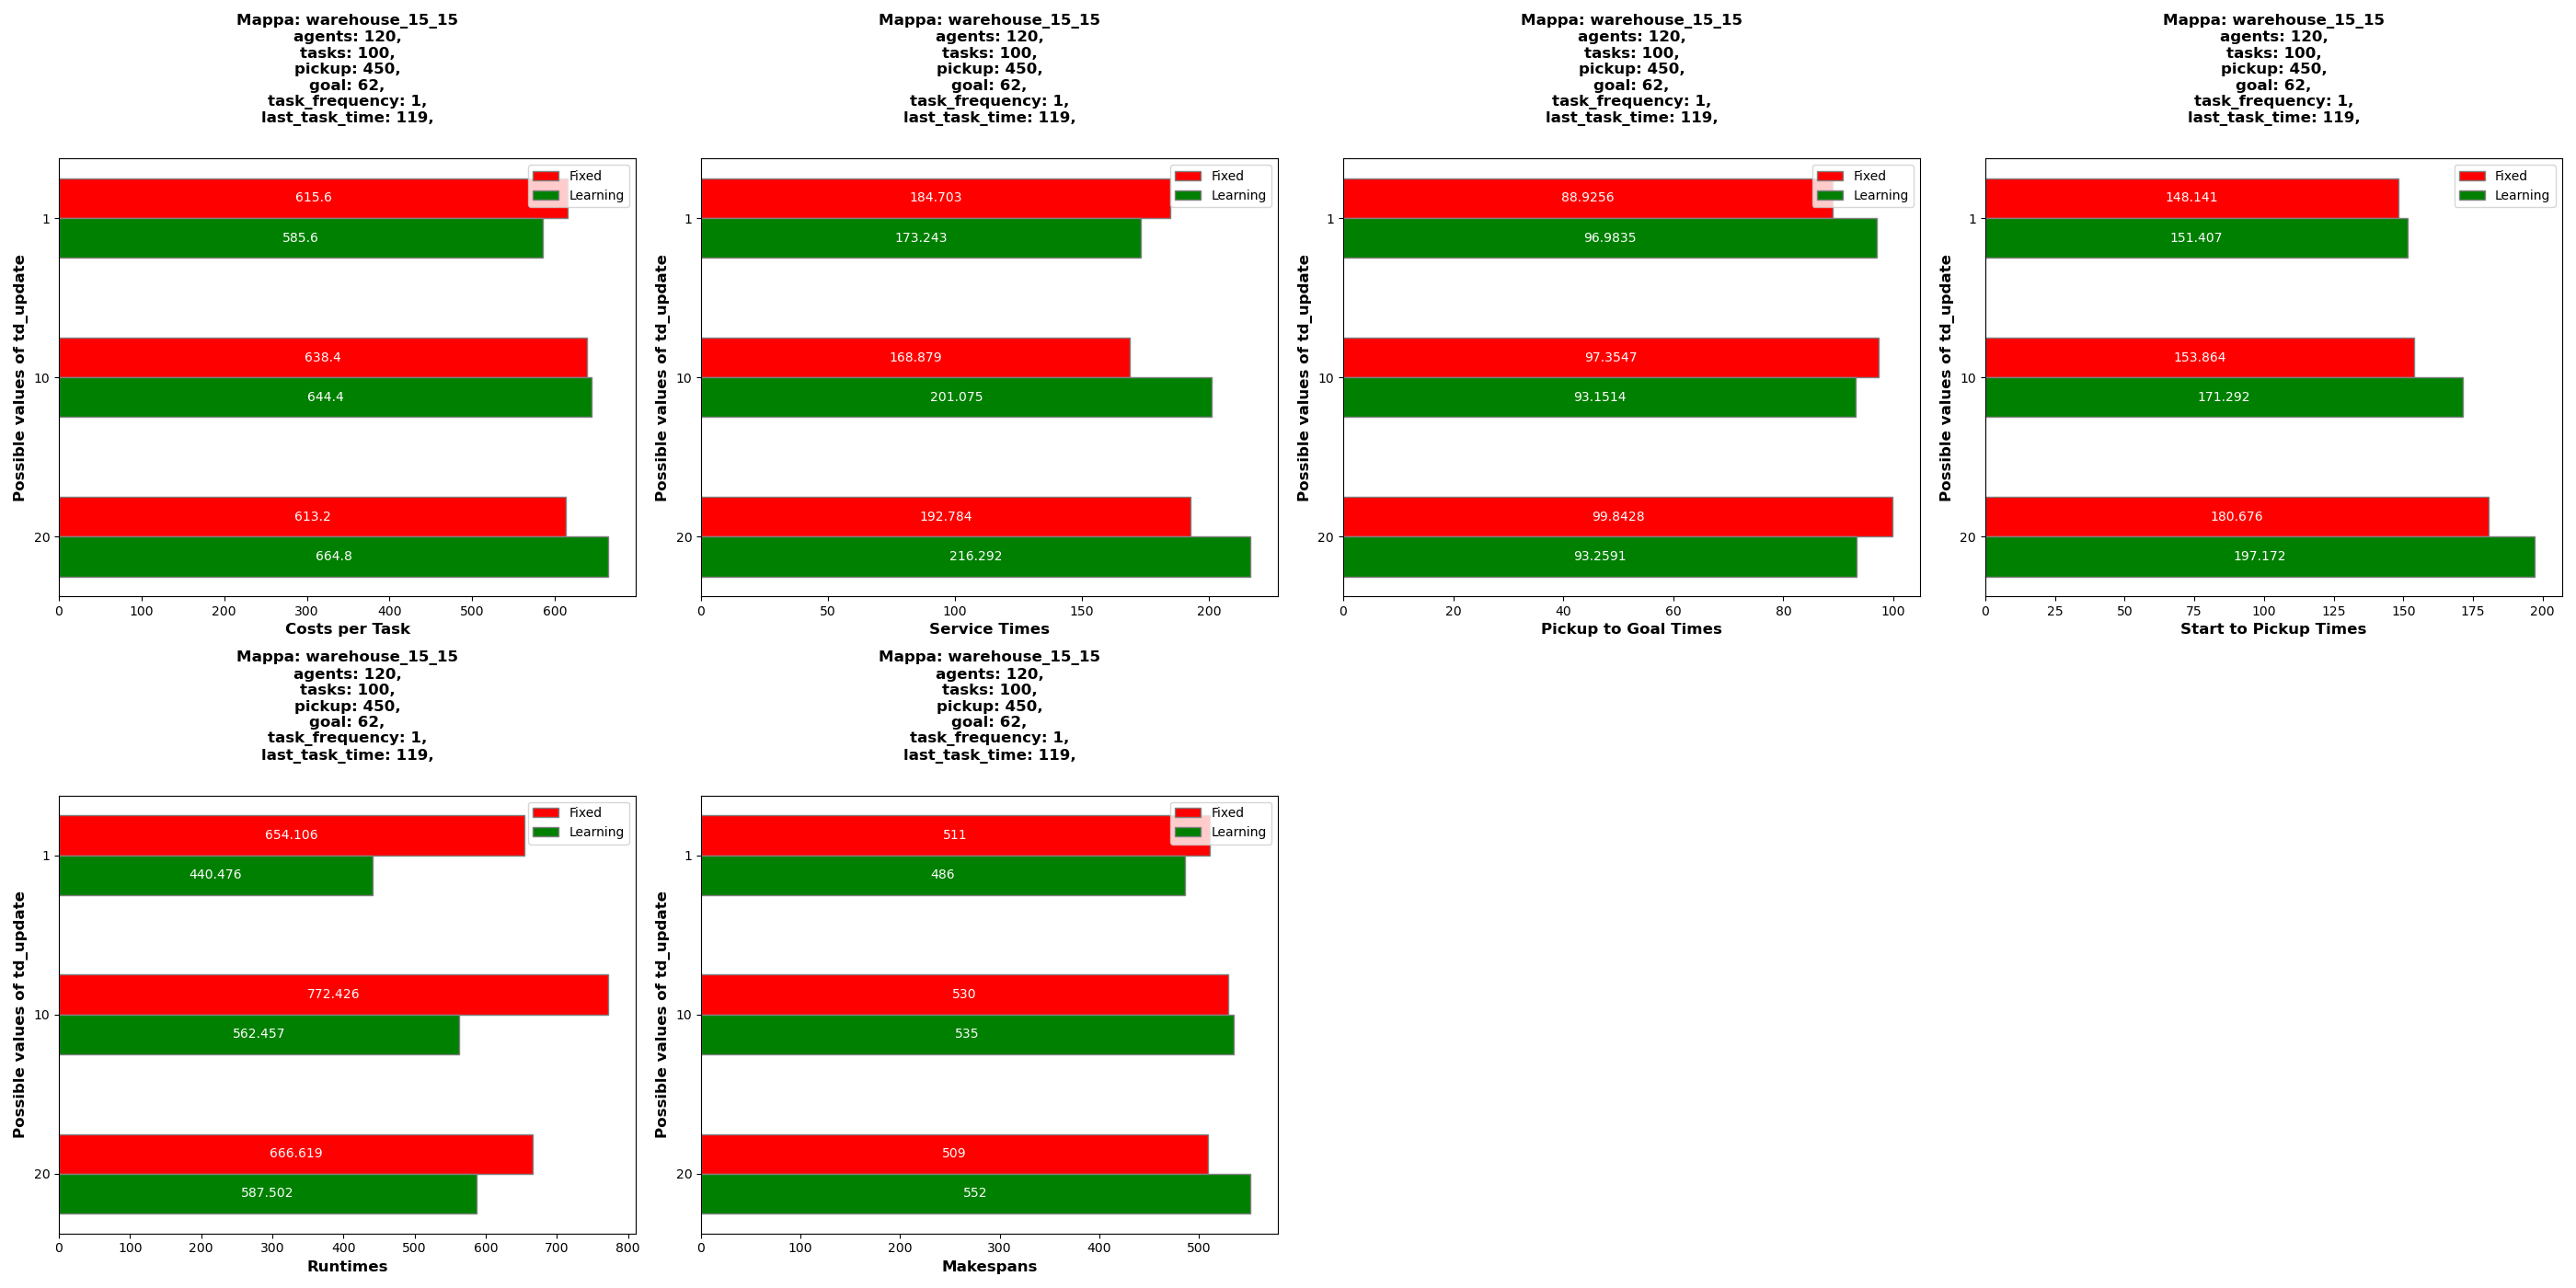 Mappa: warehouse_15_15
agents: 120,
tasks: 100,
pickup: 450,
goal: 62,
task_frequency: 1,
last_task_time: 119,
Possible values of td_update
1
10
20
615.6
585.6
638.4
644.4
613.2
664.8
Fixed
Learning
0 100 200 300 400 500 600
Costs per Task
Mappa: warehouse_15_15
agents: 120,
tasks: 100,
pickup: 450,
goal: 62,
task_frequency: 1,
last_task_time: 119,
Possible values of td_update
1
10
20
184.703
173.243
168.879
201.075
192.784
216.292
Fixed
Learning
0 50 100 150 200
Service Times
Mappa: warehouse_15_15
agents: 120,
tasks: 100,
pickup: 450,
goal: 62,
task_frequency: 1,
last_task_time: 119,
Possible values of td_update
1
10
20
88.9256
96.9835
97.3547
93.1514
99.8428
93.2591
Fixed
Learning
0 20 40 60 80 100
Pickup to Goal Times
Mappa: warehouse_15_15
agents: 120,
tasks: 100,
pickup: 450,
goal: 62,
task_frequency: 1,
last_task_time: 119,
Possible values of td_update
1
10
20
148.141
151.407
153.864
171.292
180.676
197.172
Fixed
Learning
0 25 50 75 100 125 150 175 200
Start to Pickup Times
Mappa: warehouse_15_15
agents: 120,
tasks: 100,
pickup: 450,
goal: 62,
task_frequency: 1,
last_task_time: 119,
Possible values of td_update
1
10
20
654.106
440.476
772.426
562.457
666.619
587.502
Fixed
Learning
0 100 200 300 400 500 600 700 800
Runtimes
Mappa: warehouse_15_15
agents: 120,
tasks: 100,
pickup: 450,
goal: 62,
task_frequency: 1,
last_task_time: 119,
Possible values of td_update
1
10
20
511
486
530
535
509
552
Fixed
Learning
0 100 200 300 400 500
Makespans